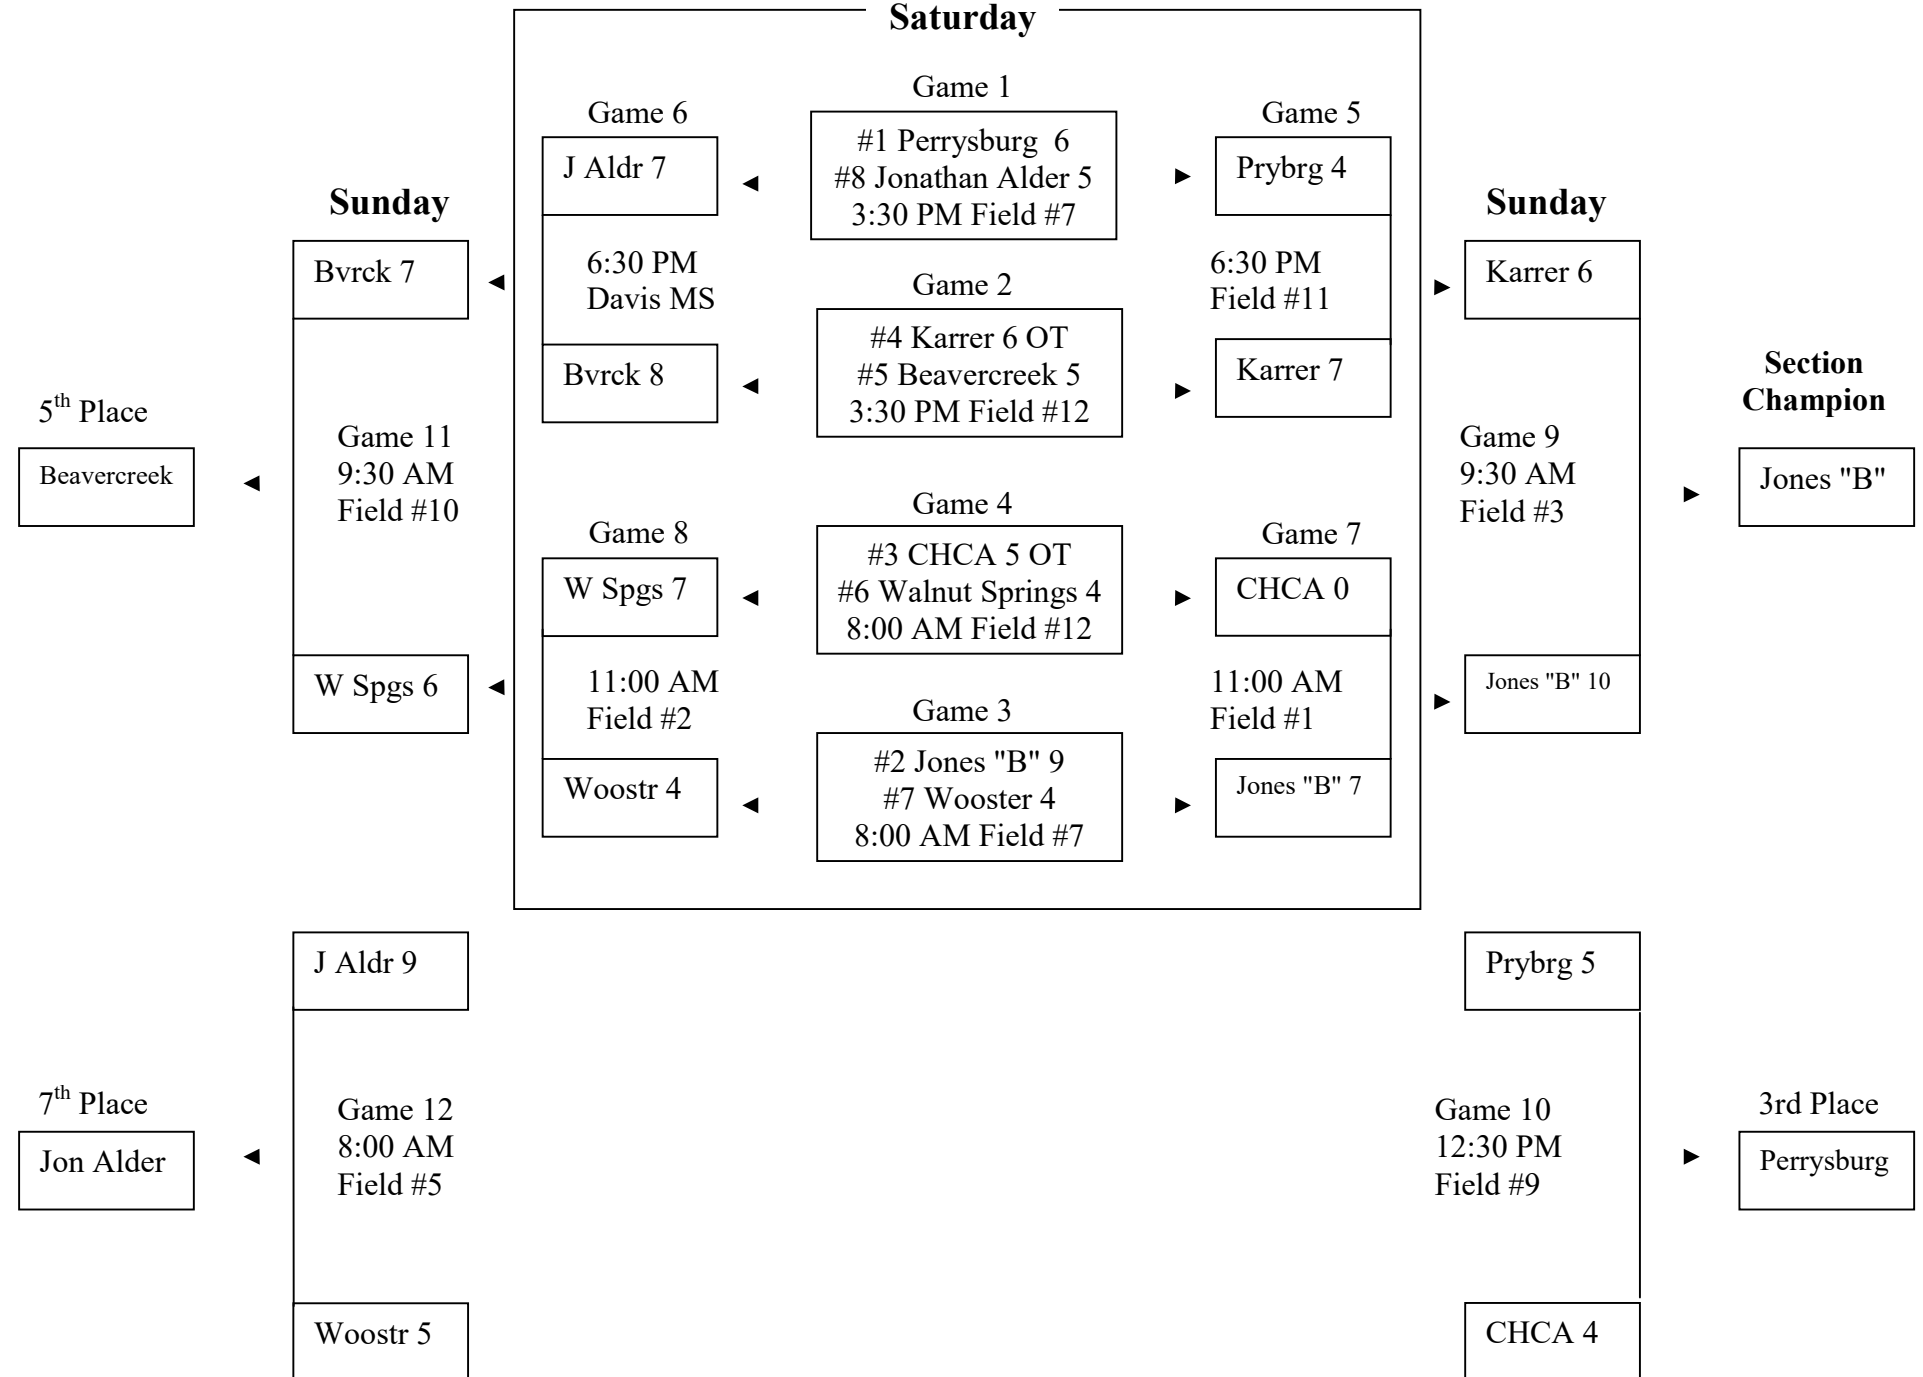 Saturday
Game 1
Game 6
Game 5
#1 Perrysburg  6
#8 Jonathan Alder 5
3:30 PM Field #7
J Aldr 7
Prybrg 4
Sunday
Sunday
Bvrck 7
6:30 PM
Davis MS
Game 2
6:30 PM
Field #11
Karrer 6
#4 Karrer 6 OT
#5 Beavercreek 5
3:30 PM Field #12
Bvrck 8
Karrer 7
Section
Champion
5th Place
Beavercreek
Game 11
9:30 AM
Field #10
Game 9
9:30 AM
Field #3
Jones "B"
Game 4
Game 8
Game 7
#3 CHCA 5 OT
#6 Walnut Springs 4
8:00 AM Field #12
W Spgs 7
CHCA 0
W Spgs 6
11:00 AM
Field #2
Game 3
11:00 AM
Field #1
Jones "B" 10
#2 Jones "B" 9
#7 Wooster 4
8:00 AM Field #7
Woostr 4
Jones "B" 7
J Aldr 9
Prybrg 5
7th Place
Jon Alder
Game 12
8:00 AM
Field #5
Game 10
12:30 PM
Field #9
3rd Place
Perrysburg
Woostr 5
CHCA 4